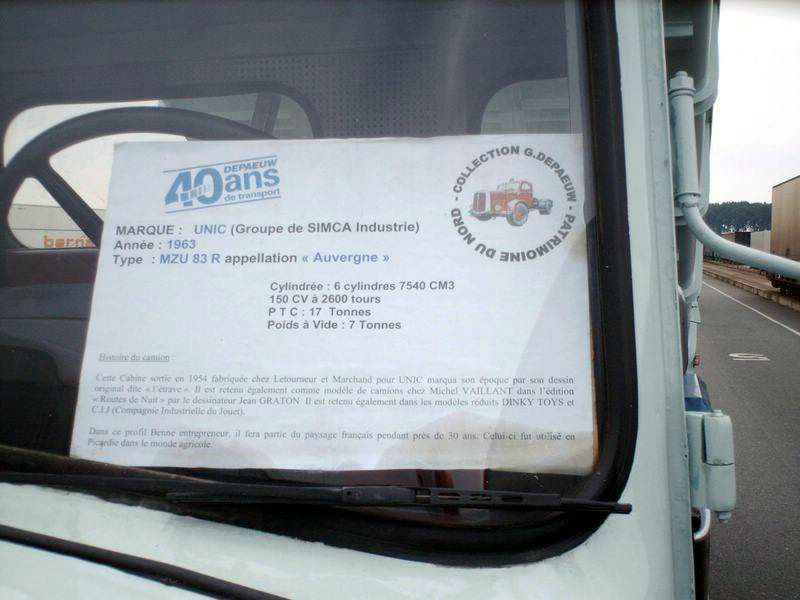 DEPAEUW
40ans
de transport
- COLLECTION G.DEPAEUW -
PATRIMOINE DU NORD
MARQUE : UNIC (Groupe de SIMCA Industrie)
Année : 1963
Type : MZU 83 R appellation « Auvergne »
Cylindrée : 6 cylindres 7540 CM3
150 CV à 2600 tours
P T C : 17 Tonnes
Poids à Vide : 7 Tonnes
Histoire du camion :
Cette Cabine sortie en 1954 fabriquée chez Letourneur et Marchand pour UNIC marqua son époque par son dessin
original dite « l'étrave ». Il est retenu également comme modèle de camions chez Michel VAILLANT dans l'édition
« Routes de Nuit » par le dessinateur Jean GRATON. Il est retenu également dans les modèles réduits DINKY TOYS et
C.I.J (Compagnie Industrielle du Jouet).
Dans ce profil Benne entrepreneur, il fera partie du paysage français pendant près de 30 ans. Celui-ci fut utilisé en
Picardie dans le monde agricole.